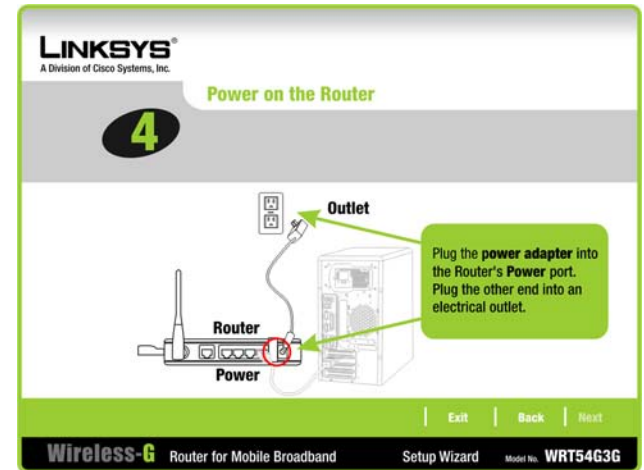 LINKSYS®
A Division of Cisco Systems, Inc.
Power on the Router
4
Outlet
Plug the power adapter into
the Router's Power port.
Plug the other end into an
electrical outlet.
Router
Power
Exit
Back
Next
Wireless-G Router for Mobile Broadband Setup Wizard Model No. WRT54G3G